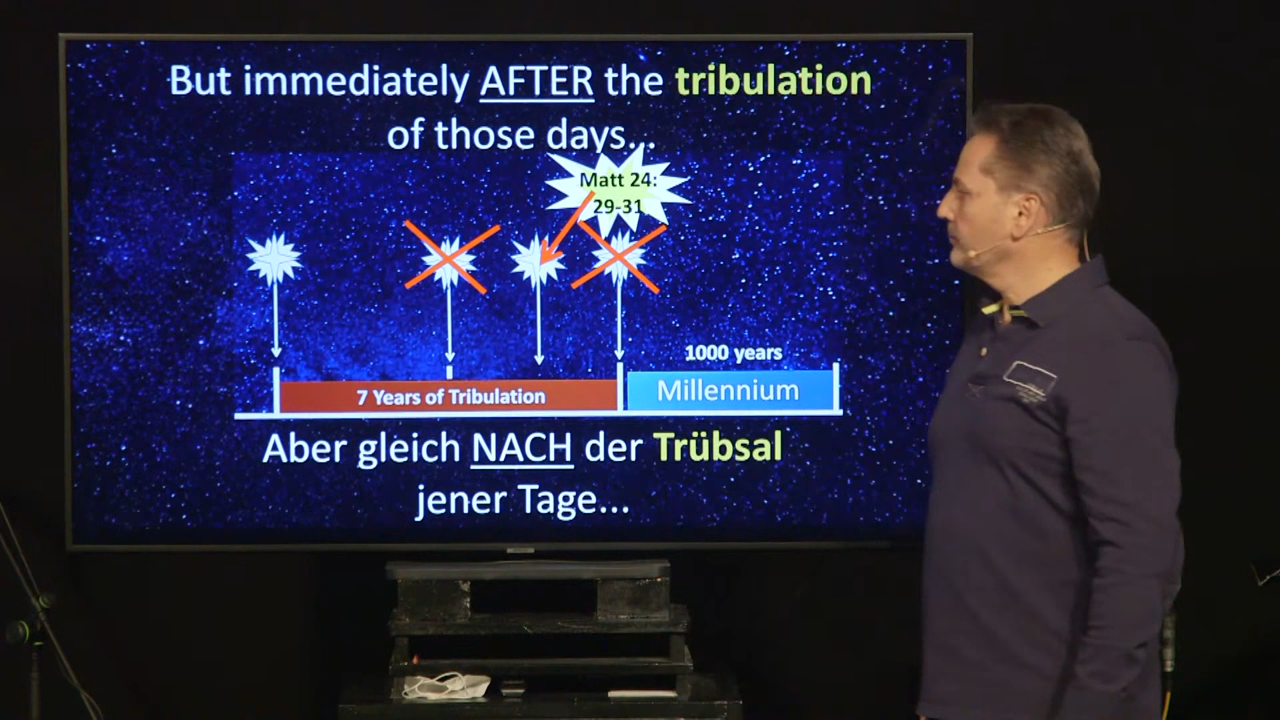 But immediately AFTER the tribulation
of those days...
Matt 24:
29-31
1000 years
7 Years of Tribulation
Millennium
Aber gleich NACH der Trübsal
jener Tage...